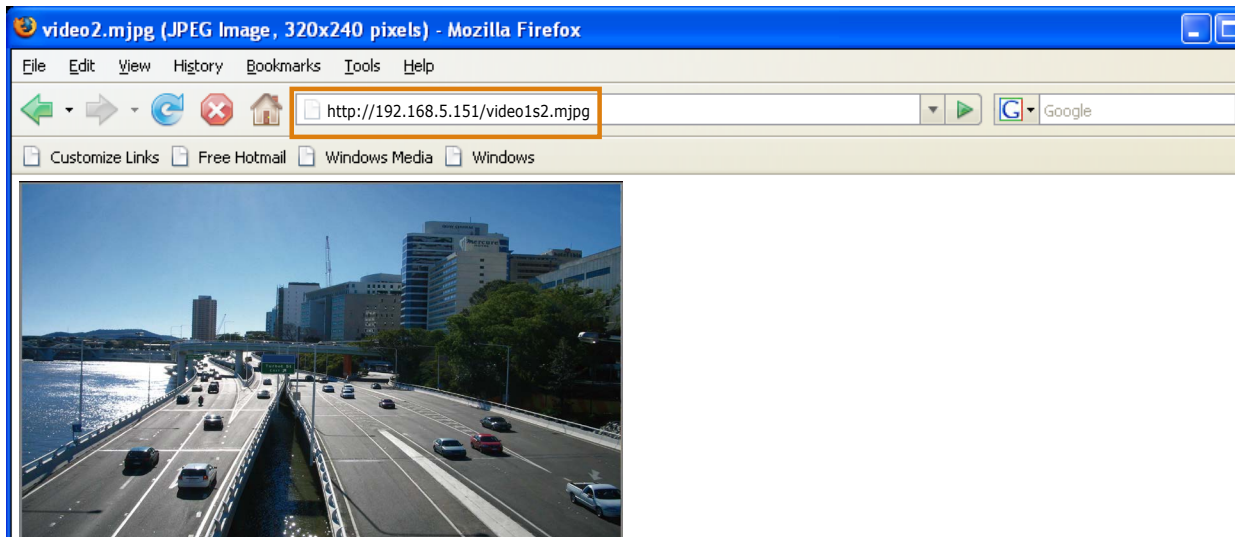 video2.mjpg (JPEG Image, 320x240 pixels) - Mozilla Firefox
File Edit View History Bookmarks Tools Help
http://192.168.5.151/video1s2.mjpg
G Google
Customize Links Free Hotmail Windows Media Windows
MERCURE